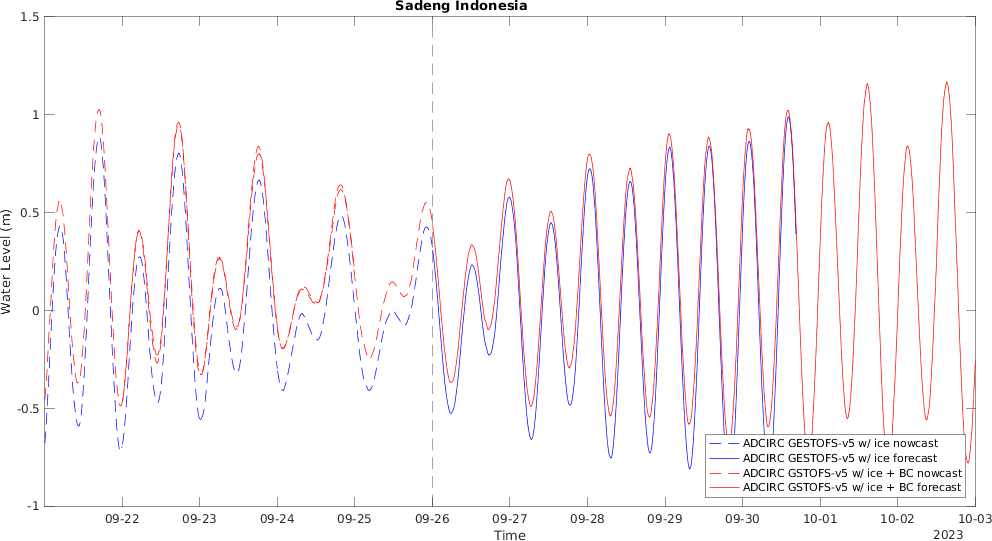 Sadeng Indonesia
Water Level (m)
1.5
1
0.5
0
-0.5
-1
ADCIRC GESTOFS-v5 w/ ice nowcast
ADCIRC GESTOFS-v5 w/ ice forecast
ADCIRC GSTOFS-v5 w/ ice + BC nowcast
ADCIRC GSTOFS-v5 w/ ice + BC forecast
09-22 09-23 09-24 09-25 09-26 09-27 09-28 09-29 09-30 10-01 10-02 10-03
Time
2023